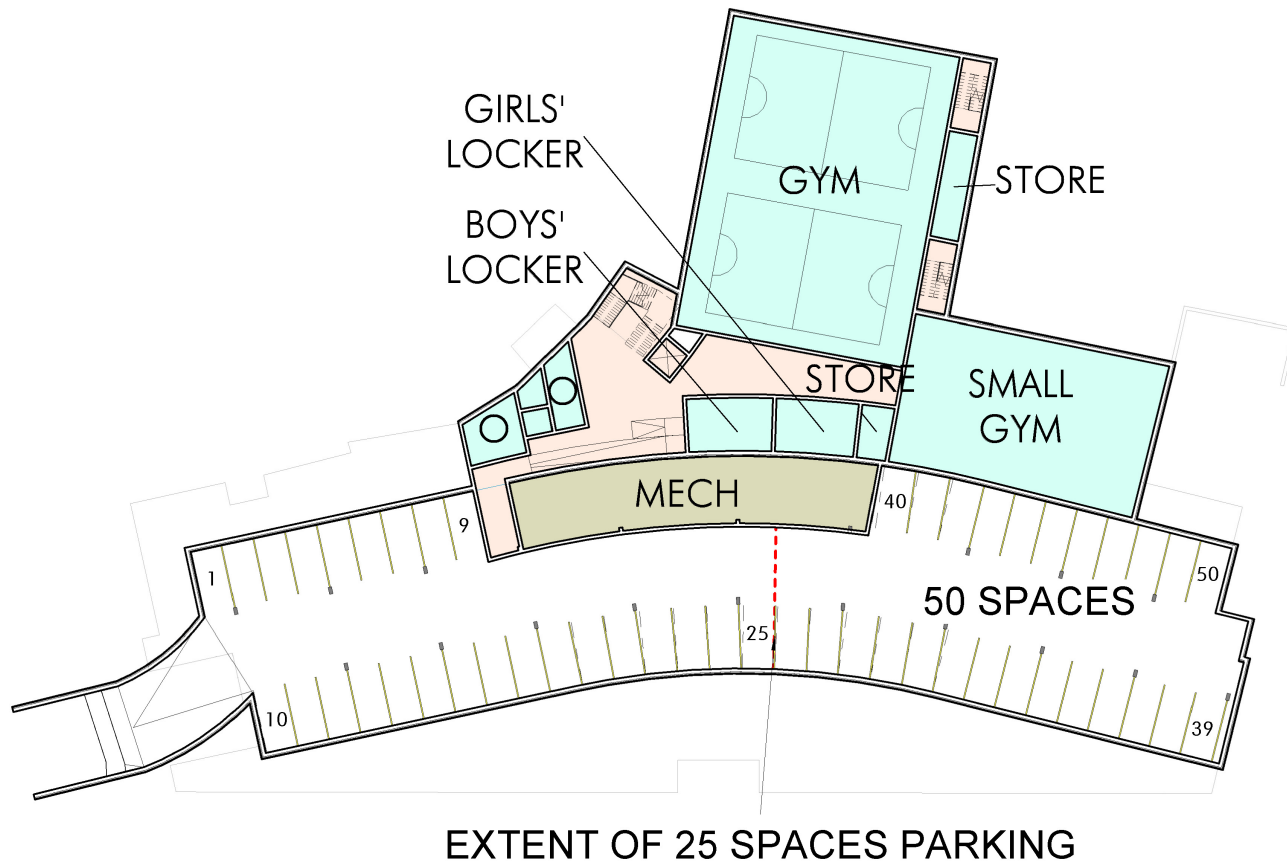 GIRLS'
LOCKER
GYM
STORE
BOYS'
LOCKER
STORE
SMALL
GYM
MECH
9
40
1
50
50 SPACES
25
10
39
EXTENT OF 25 SPACES PARKING